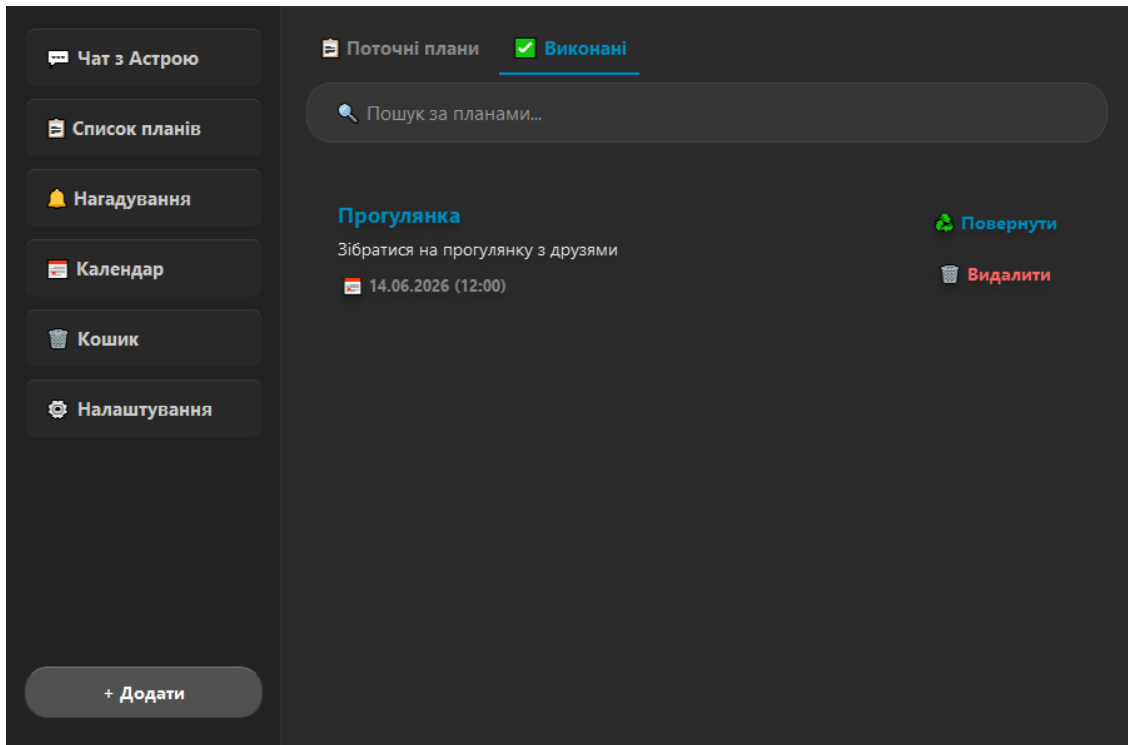 Чат з Астрою
Список планів
Нагадування
Календар
Кошик
Налаштування
+ Додати
Поточні плани
Виконані
Пошук за планами...
Прогулянка
Зібратися на прогулянку з друзями
14.06.2026 (12:00)
Повернути
Видалити